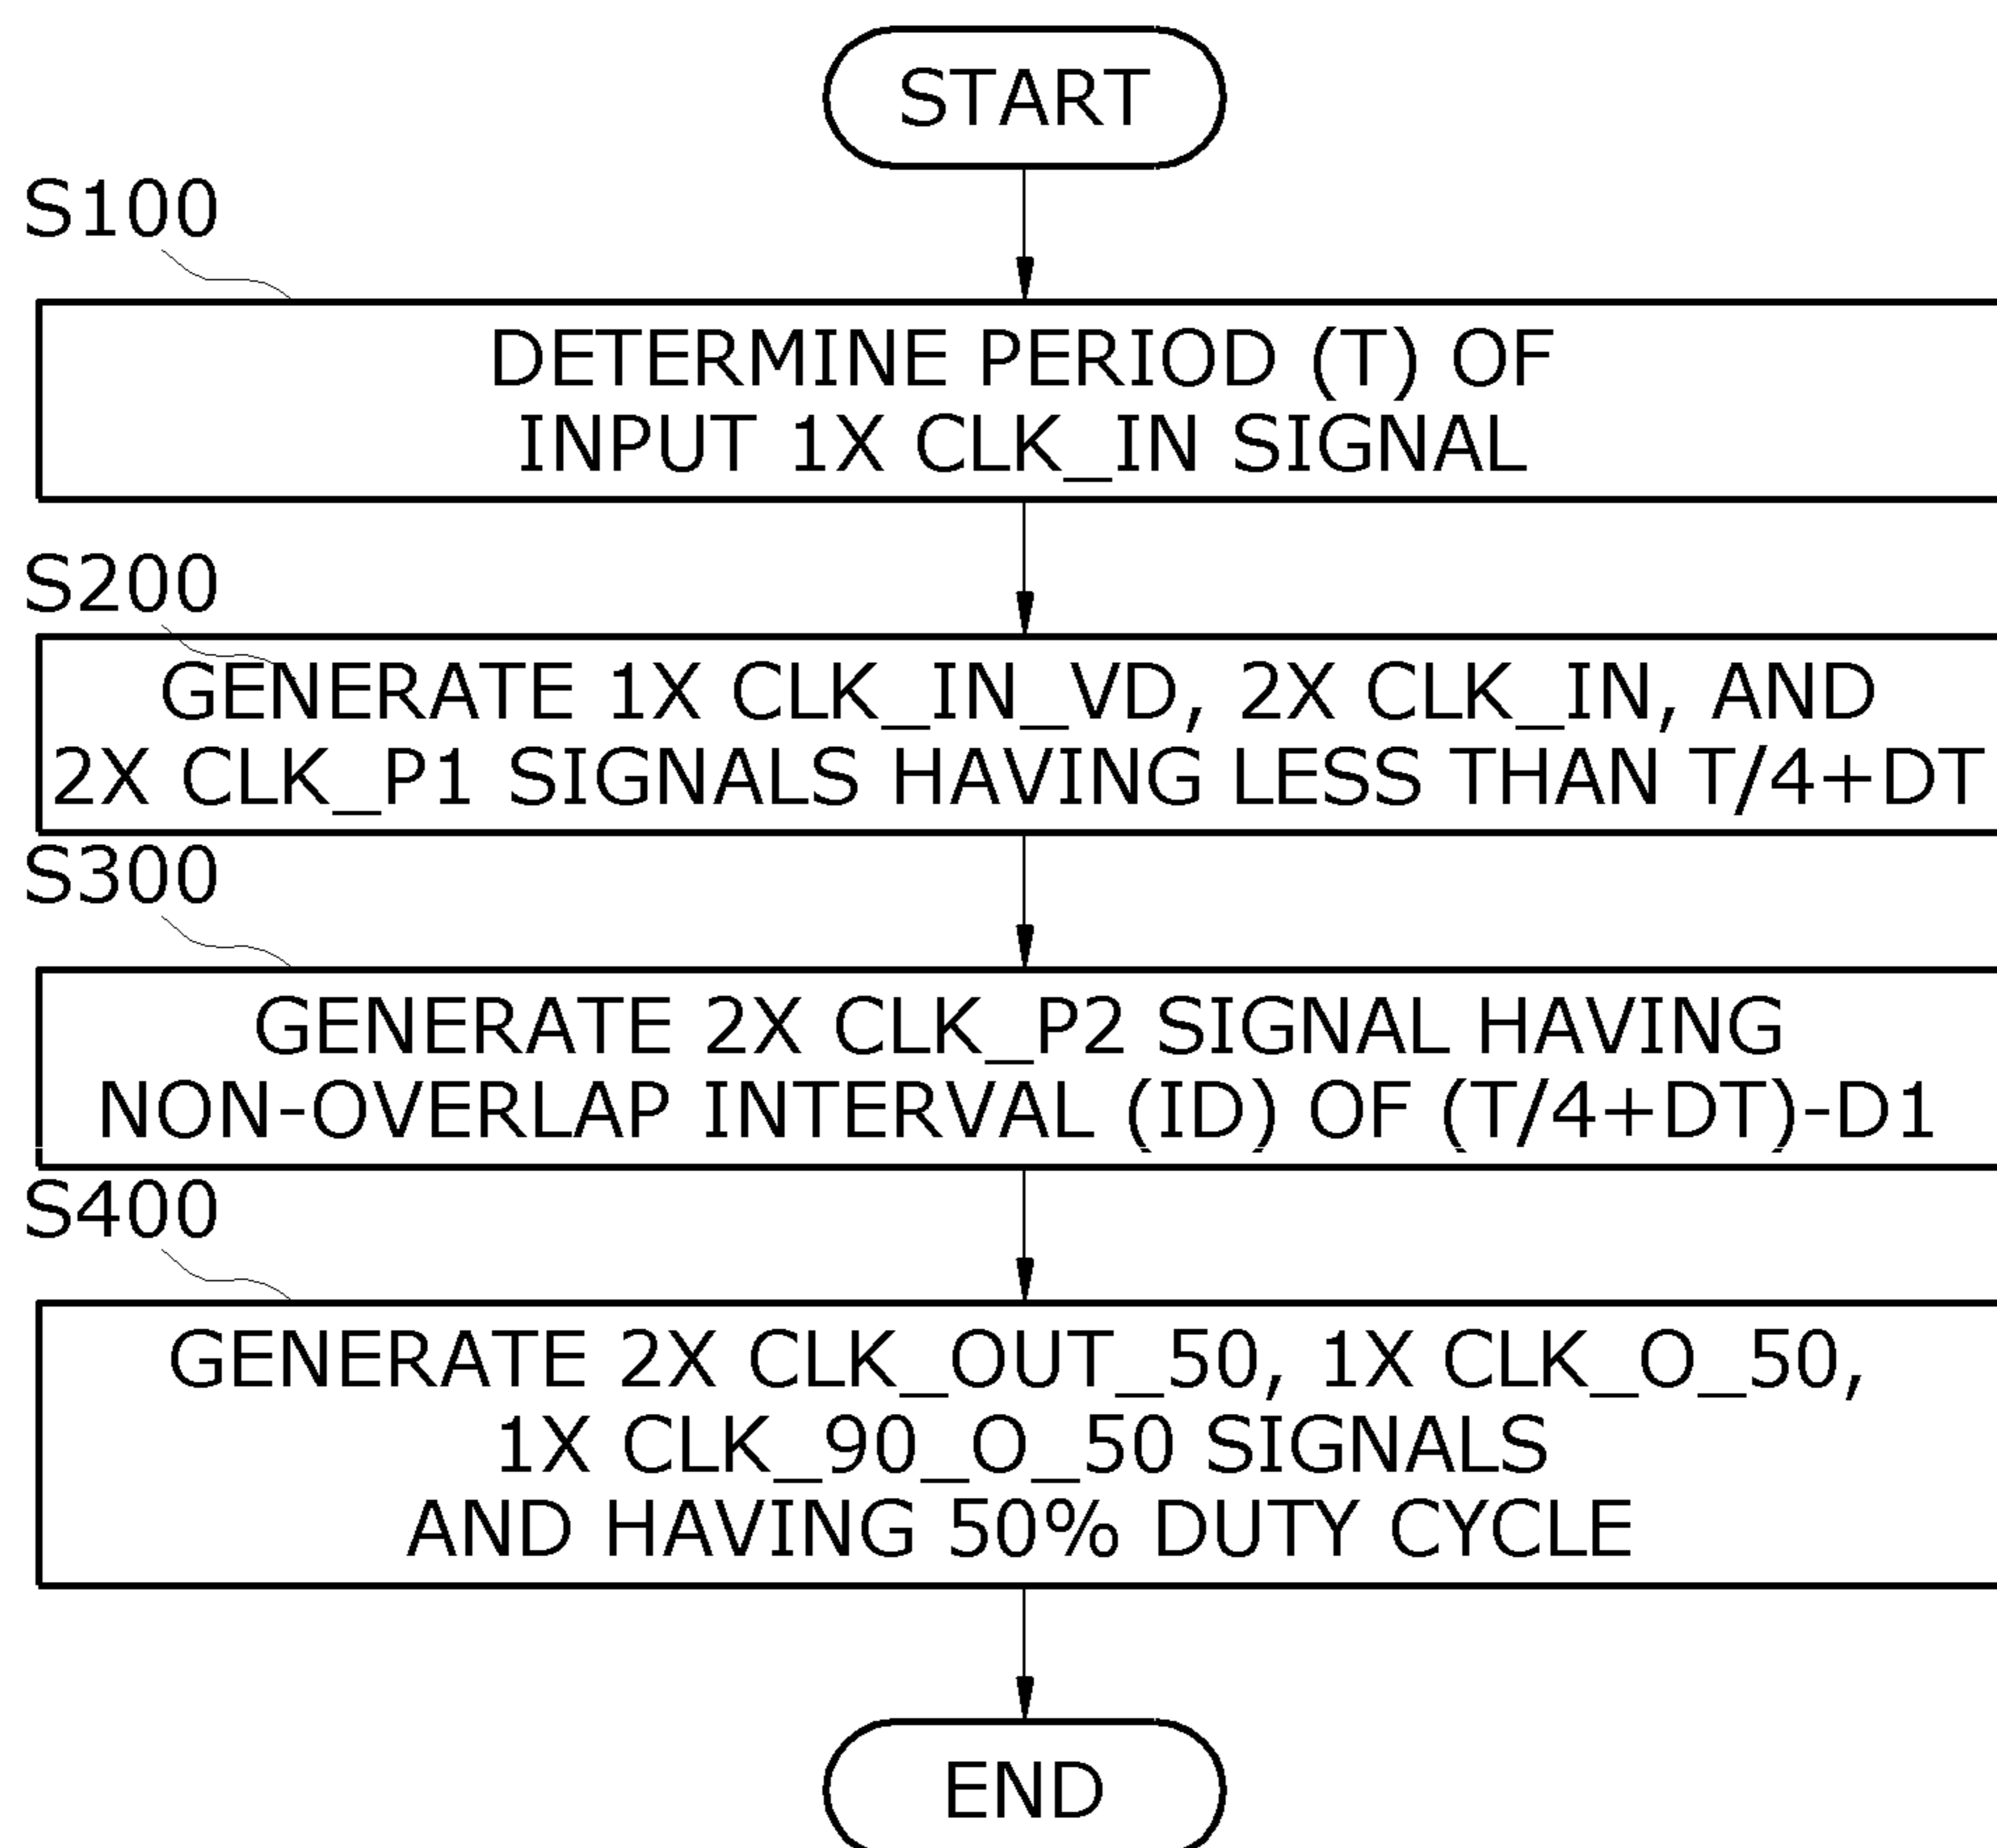 START
S100
DETERMINE PERIOD (T) OF
INPUT 1X CLK_IN SIGNAL
S200
GENERATE 1X CLK_IN_VD, 2X CLK_IN, AND
2X CLK_P1 SIGNALS HAVING LESS THAN T/4+DT
S300
GENERATE 2X CLK_P2 SIGNAL HAVING
NON-OVERLAP INTERVAL (ID) OF (T/4+DT)-D1
S400
GENERATE 2X CLK_OUT_50, 1X CLK_O_50,
1X CLK_90_O_50 SIGNALS
AND HAVING 50% DUTY CYCLE
END